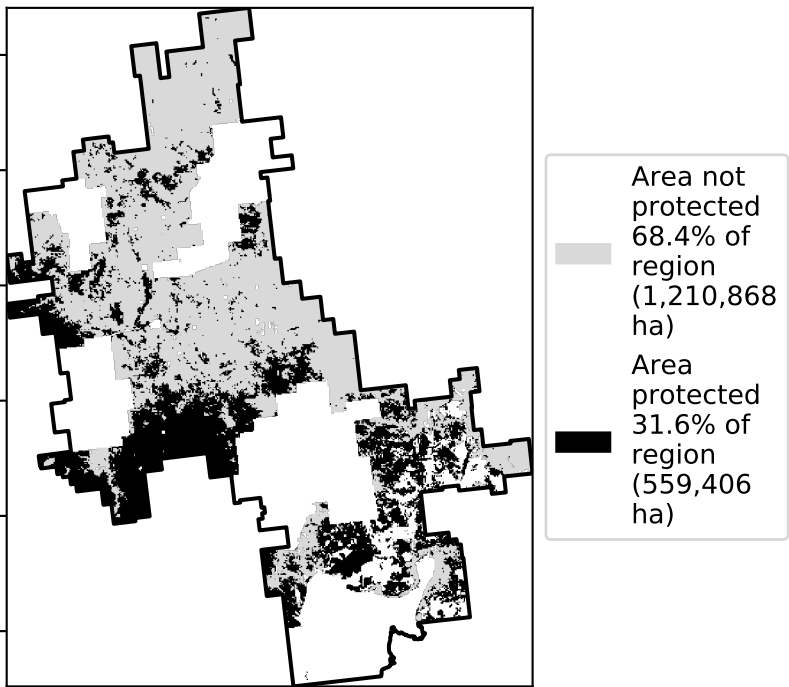 Area not
protected
68.4% of
region
(1,210,868
ha)
Area
protected
31.6% of
region
(559,406
ha)